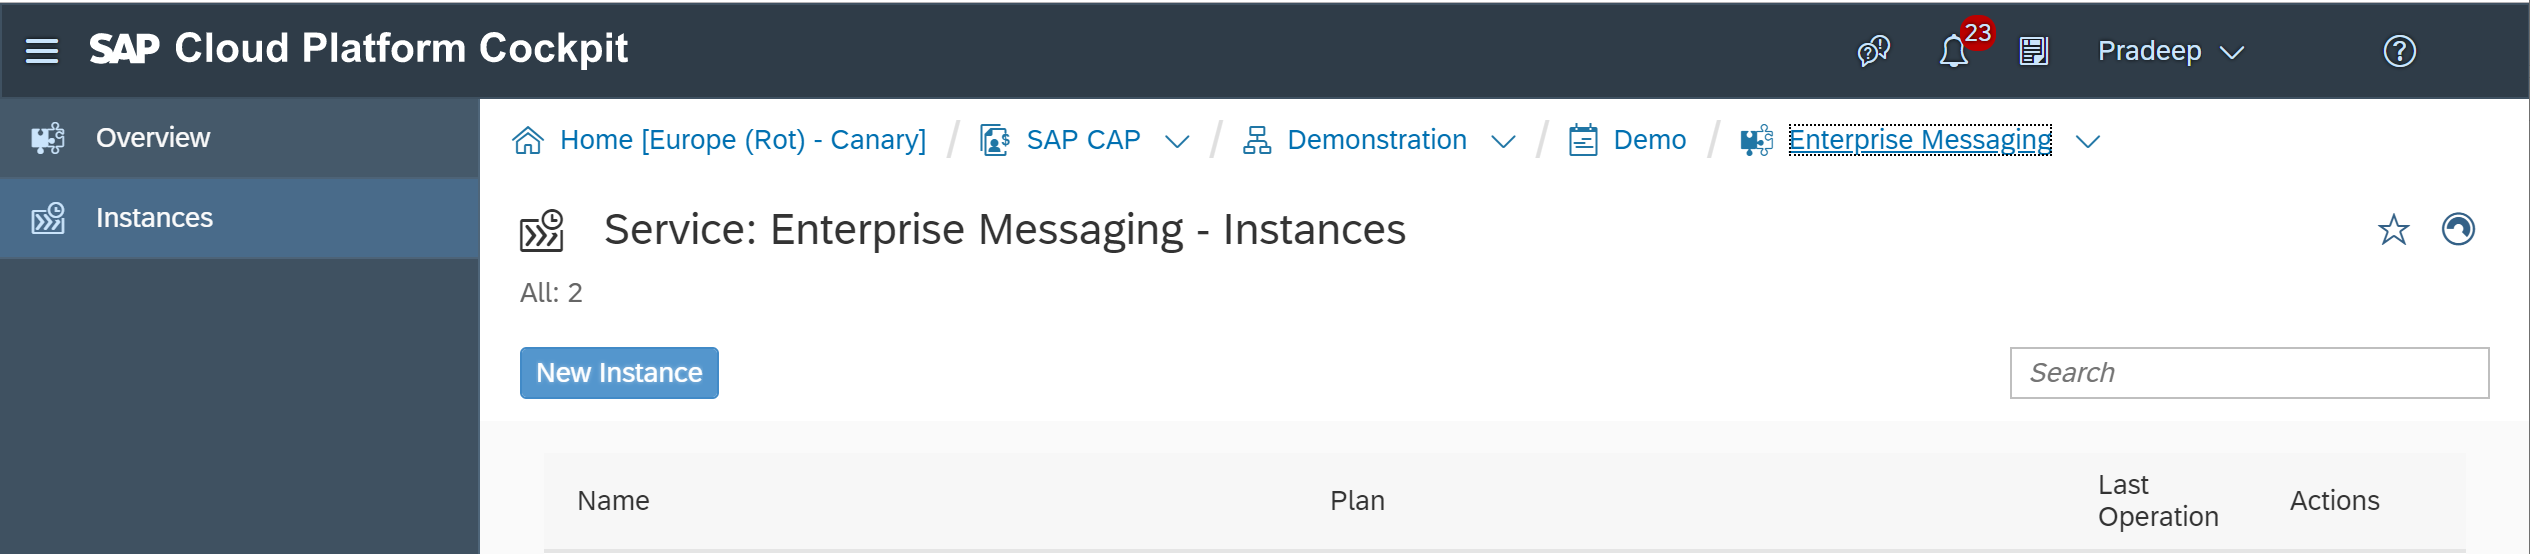 SAP Cloud Platform Cockpit
23
Pradeep
Overview
Instances
Home [Europe (Rot) - Canary] / SAP CAP / Demonstration / Demo / Enterprise Messaging
Service: Enterprise Messaging - Instances
All: 2
New Instance
Search
Name
Plan
Last
Operation
Actions